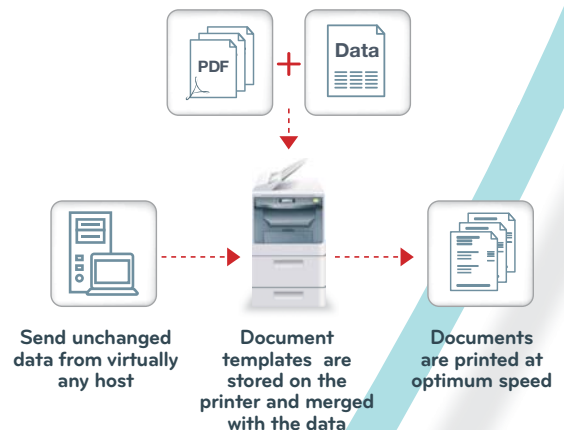 PDF
Data
Send unchanged
data from virtually
any host
Document
templates are
stored on the
printer and merged
with the data
Documents
are printed at
optimum speed